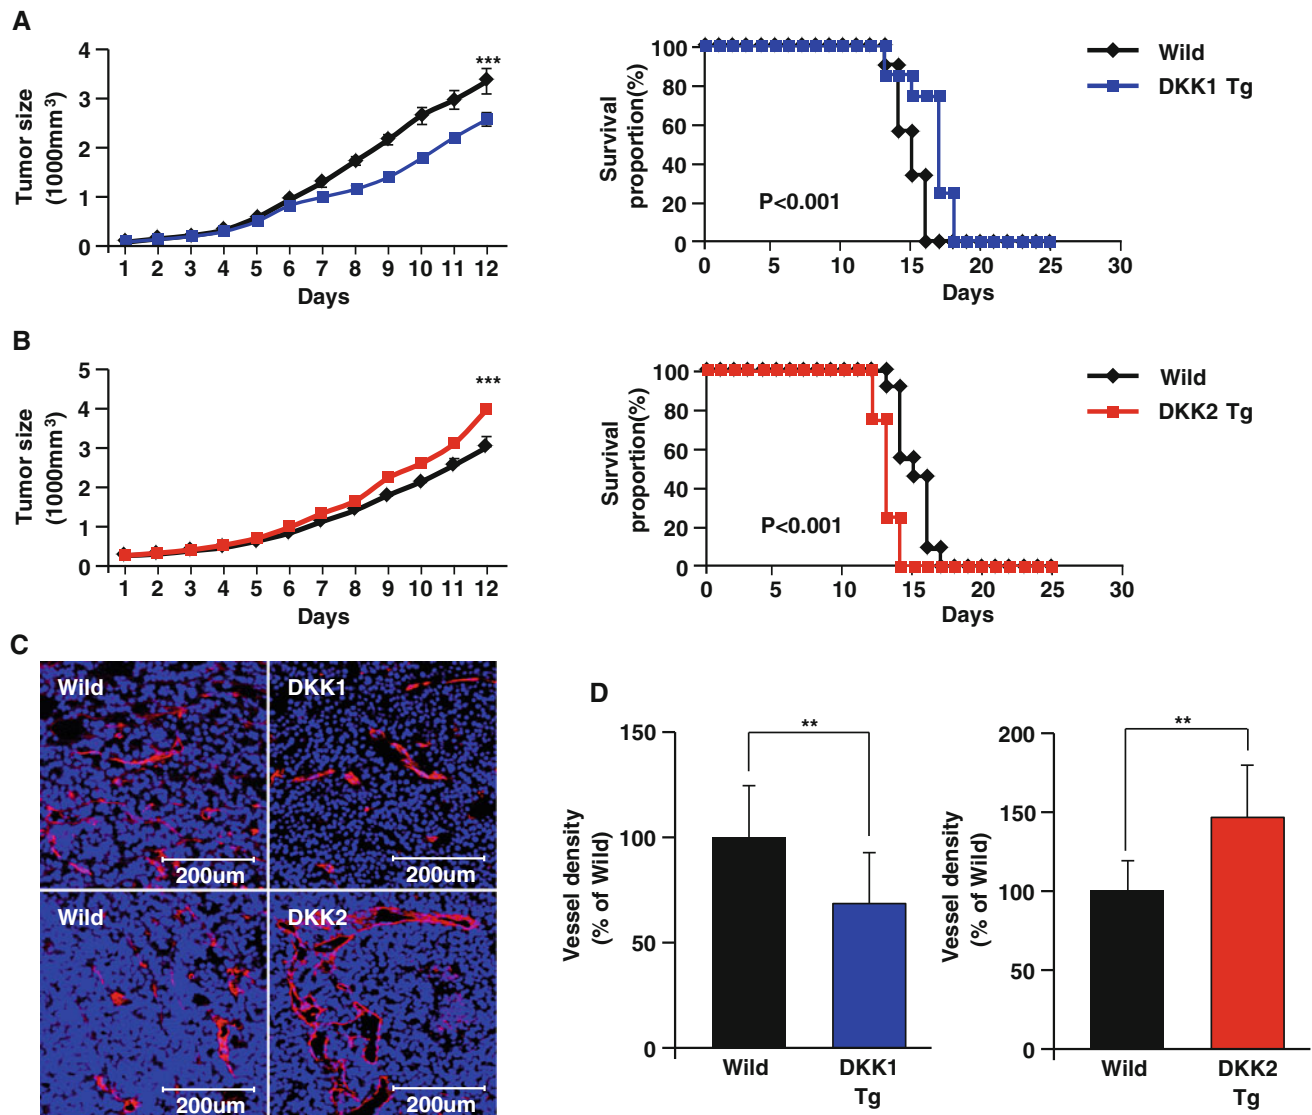 A
Tumor size
(1000mm³)
4
3
2
1
0
***
1 2 3 4 5 6 7 8 9 10 11 12
Days
Survival
proportion(%)
100
80
60
40
20
0
P<0.001
0 5 10 15 20 25 30
Days
Wild
DKK1 Tg
B
Tumor size
(1000mm³)
5
4
3
2
1
0
***
1 2 3 4 5 6 7 8 9 10 11 12
Days
Survival
proportion(%)
100
80
60
40
20
0
P<0.001
0 5 10 15 20 25 30
Days
Wild
DKK2 Tg
C
Wild
200um
DKK1
200um
Wild
200um
DKK2
200um
D
Vessel density
(% of Wild)
150
100
50
0
**
Wild
DKK1
Tg
Vessel density
(% of Wild)
200
150
100
50
0
**
Wild
DKK2
Tg